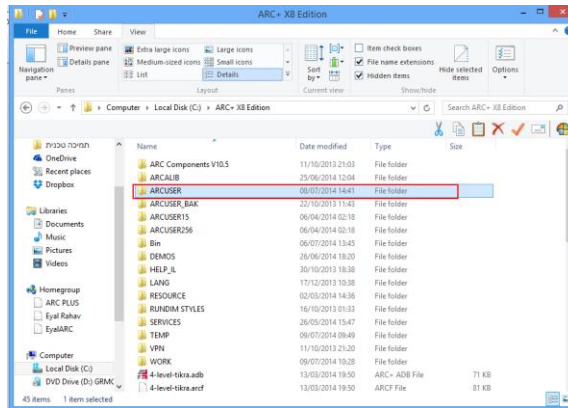 ARC+ X8 Edition
File Home Share View
Navigation pane
Preview pane
Details pane
Panes
Extra large icons Large icons
Medium-sized icons Small icons
List Details
Layout
Sort by
Current view
Item check boxes
File name extensions
Hidden items
Hide selected items
Show/hide
Options
Computer Local Disk (C:) ARC+ X8 Edition
Search ARC+ X8 Edition
תמיכה טכנית
OneDrive
Recent places
Dropbox
Libraries
Documents
Music
Pictures
Videos
Homegroup
ARC PLUS
Eyal Rahav
EyalARC
Computer
Local Disk (C:)
DVD Drive (D:) GRMC
Name Date modified Type Size
ARC Components V10.5 11/10/2013 21:03 File folder
ARCALIB 25/06/2014 12:04 File folder
ARCUSER 08/07/2014 14:41 File folder
ARCUSER_BAK 22/10/2013 11:43 File folder
ARCUSER15 06/04/2014 02:18 File folder
ARCUSER256 06/04/2014 02:18 File folder
Bin 06/07/2014 13:45 File folder
DEMOS 26/06/2014 18:20 File folder
HELP_IL 30/10/2013 18:38 File folder
LANG 17/12/2013 10:38 File folder
RESOURCE 02/03/2014 14:36 File folder
RUNDIM STYLES 16/10/2013 01:33 File folder
SERVICES 26/05/2014 15:47 File folder
TEMP 09/07/2014 09:49 File folder
VPN 11/10/2013 21:20 File folder
WORK 09/07/2014 10:28 File folder
4-level-tikra.adb 13/03/2014 19:50 ARC+ ADB File 71 KB
4-level-tikra.arcf 13/03/2014 19:50 ARCF File 81 KB
45 items 1 item selected